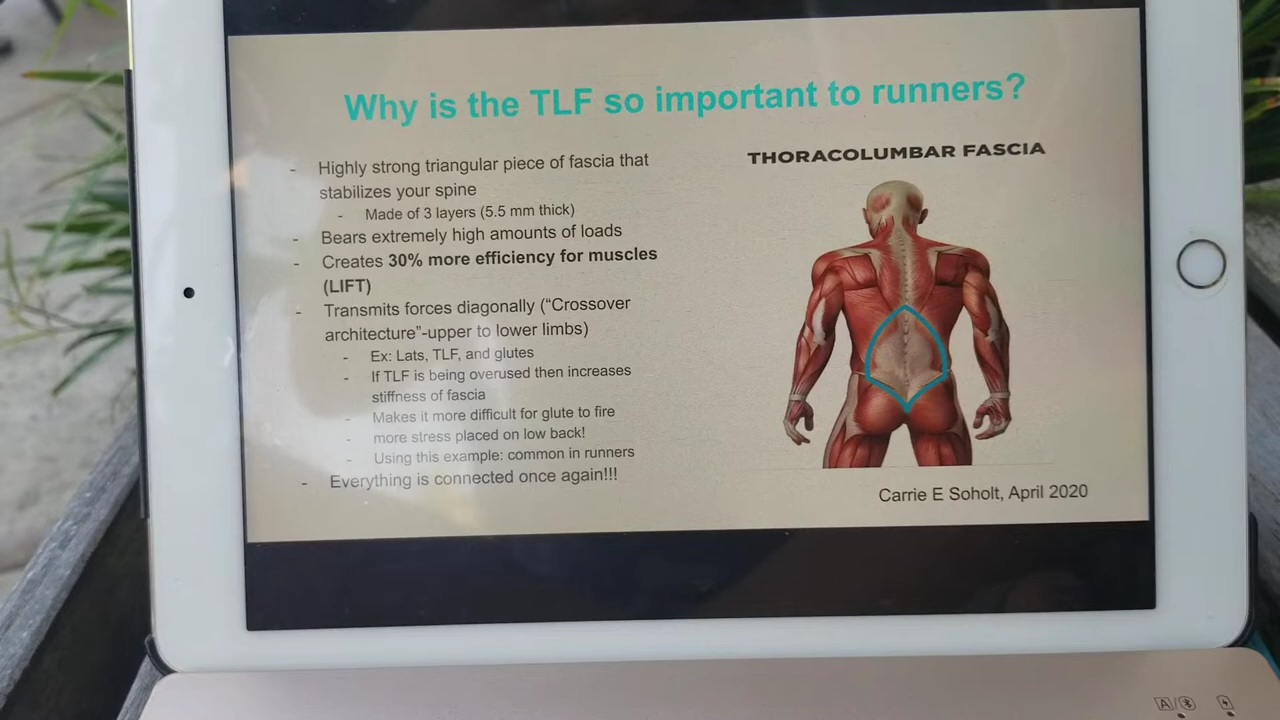 Why is the TLF so important to runners?
- Highly strong triangular piece of fascia that
stabilizes your spine
- Made of 3 layers (5.5 mm thick)
- Bears extremely high amounts of loads
- Creates 30% more efficiency for muscles
(LIFT)
- Transmits forces diagonally (“Crossover
architecture”-upper to lower limbs)
- Ex: Lats, TLF, and glutes
- If TLF is being overused then increases
stiffness of fascia
- Makes it more difficult for glute to fire
- more stress placed on low back!
- Using this example: common in runners
- Everything is connected once again!!!
THORACOLUMBAR FASCIA
Carrie E Soholt, April 2020
A/